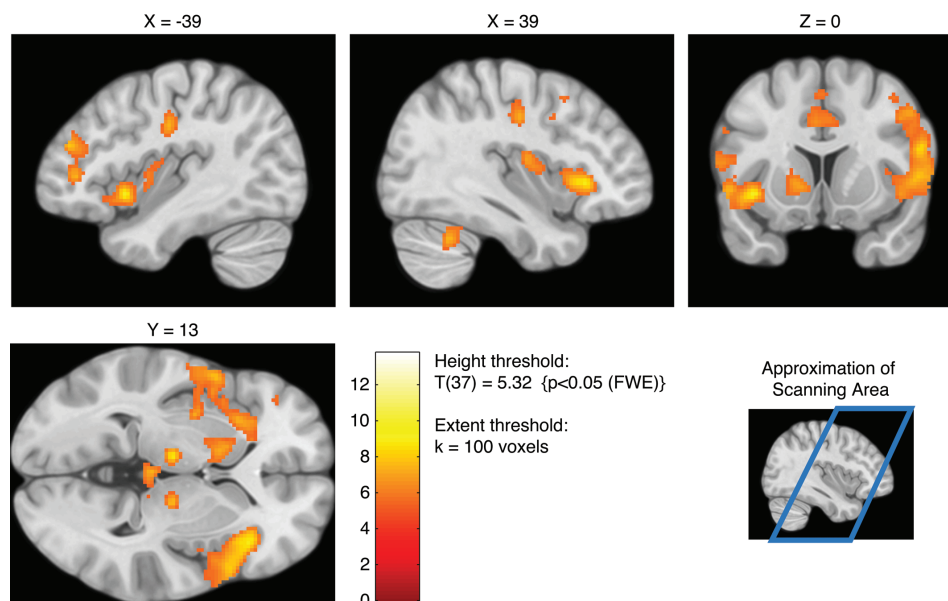 X = -39
X = 39
Z = 0
Y = 13
12
10
8
6
4
2
0
Height threshold:
T(37) = 5.32 {p<0.05 (FWE)}
Extent threshold:
k = 100 voxels
Approximation of
Scanning Area